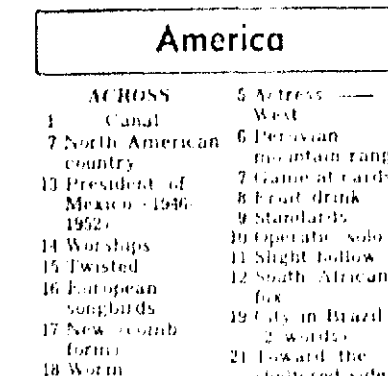 America
ACROSS
1 Canal
7 North American
country
13 President of
Mexico (1946-
1952)
14 Worships
15 Twisted
16 European
songbirds
17 New (comb
form)
18 Worm
5 Actress —
West
6 Peruvian
mountain rang
7 Game at cards
8 Fruit drink
9 Standards
10 Operatic solo
11 Slight hollow
12 South African
fox
19 City in Brazil
2 words)
21 Toward the
sheltered side